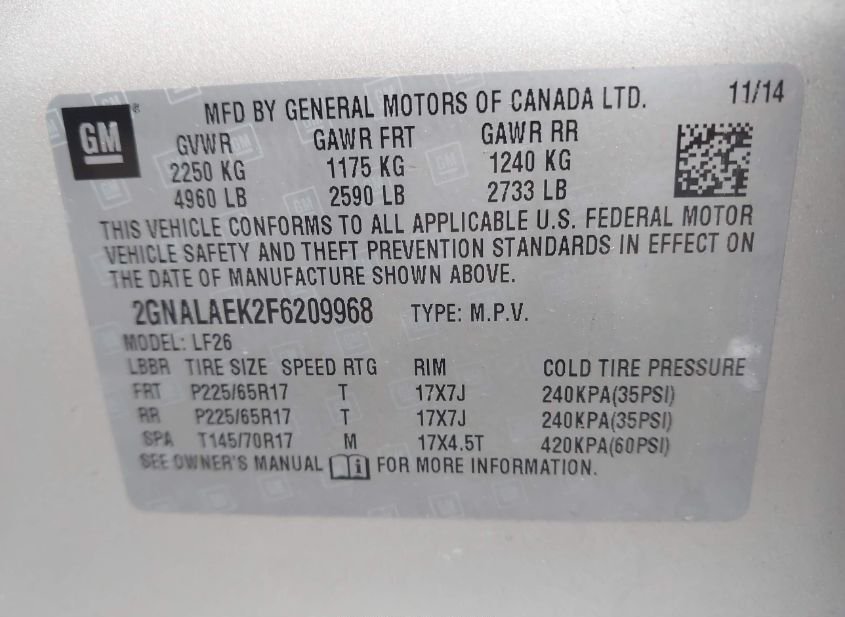 GM
MFD BY GENERAL MOTORS OF CANADA LTD. 11/14
GVWR GAWR FRT GAWR RR
2250 KG 1175 KG 1240 KG
4960 LB 2590 LB 2733 LB
THIS VEHICLE CONFORMS TO ALL APPLICABLE U.S. FEDERAL MOTOR
VEHICLE SAFETY AND THEFT PREVENTION STANDARDS IN EFFECT ON
THE DATE OF MANUFACTURE SHOWN ABOVE.
2GNALAEK2F6209968 TYPE: M.P.V.
MODEL: LF26
LBBR TIRE SIZE SPEED RTG RIM COLD TIRE PRESSURE
FRT P225/65R17 T 17X7J 240KPA(35PSI)
RR P225/65R17 T 17X7J 240KPA(35PSI)
SPA T145/70R17 M 17X4.5T 420KPA(60PSI)
SEE OWNER'S MANUAL i FOR MORE INFORMATION.